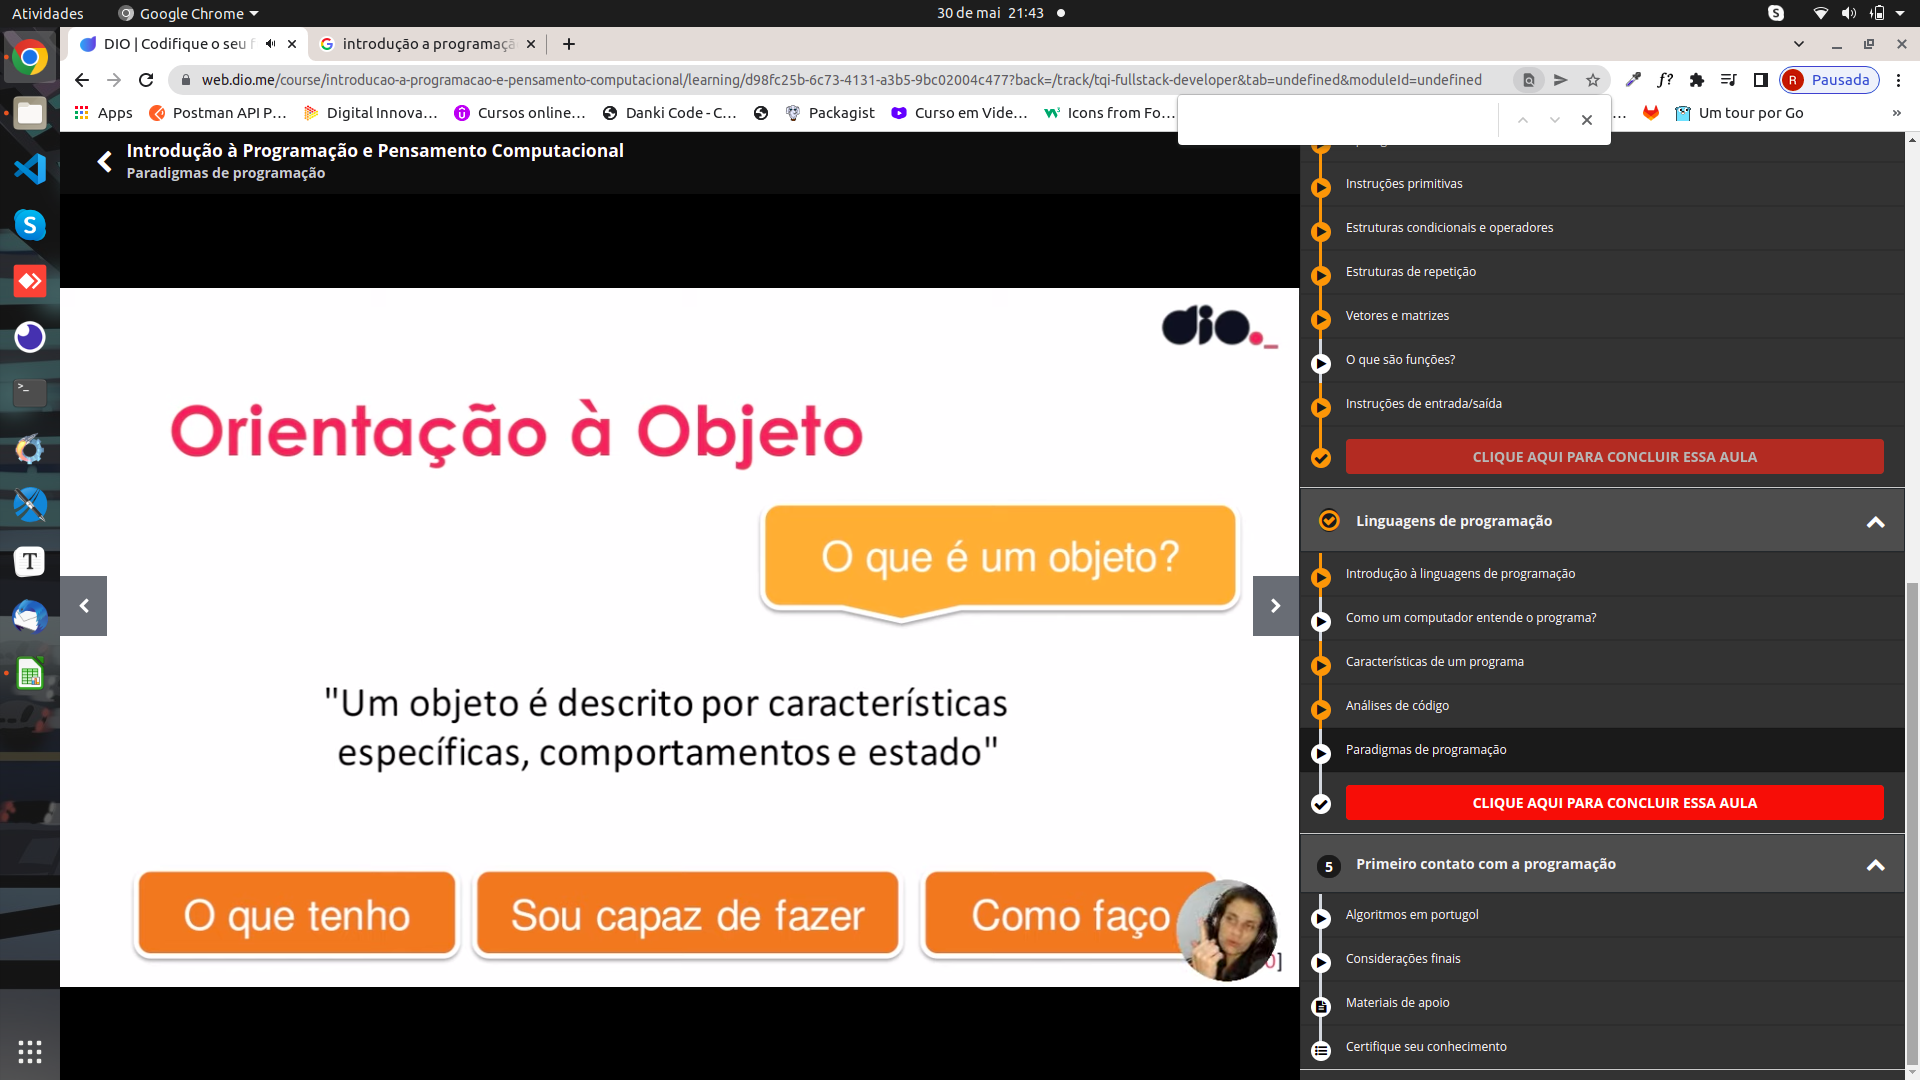 Atividades
Google Chrome
30 de mai 21:43
DIO | Codifique o seu f
introdução a programaçã
web.dio.me/course/introducao-a-programacao-e-pensamento-computacional/learning/d98fc25b-6c73-4131-a3b5-9bc02004c477?back=/track/tqi-fullstack-developer&tab=undefined&moduleId=undefined
f?
R
Pausada
Apps
Postman API P...
Digital Innova...
Cursos online...
Danki Code - C...
Packagist
Curso em Vide...
Icons from Fo...
...
Um tour por Go
»
Introdução à Programação e Pensamento Computacional
Paradigmas de programação
dio._
Orientação à Objeto
O que é um objeto?
"Um objeto é descrito por características
específicas, comportamentos e estado"
O que tenho
Sou capaz de fazer
Como faço
]
Instruções primitivas
Estruturas condicionais e operadores
Estruturas de repetição
Vetores e matrizes
O que são funções?
Instruções de entrada/saída
CLIQUE AQUI PARA CONCLUIR ESSA AULA
Linguagens de programação
Introdução à linguagens de programação
Como um computador entende o programa?
Características de um programa
Análises de código
Paradigmas de programação
CLIQUE AQUI PARA CONCLUIR ESSA AULA
5
Primeiro contato com a programação
Algoritmos em portugol
Considerações finais
Materiais de apoio
Certifique seu conhecimento